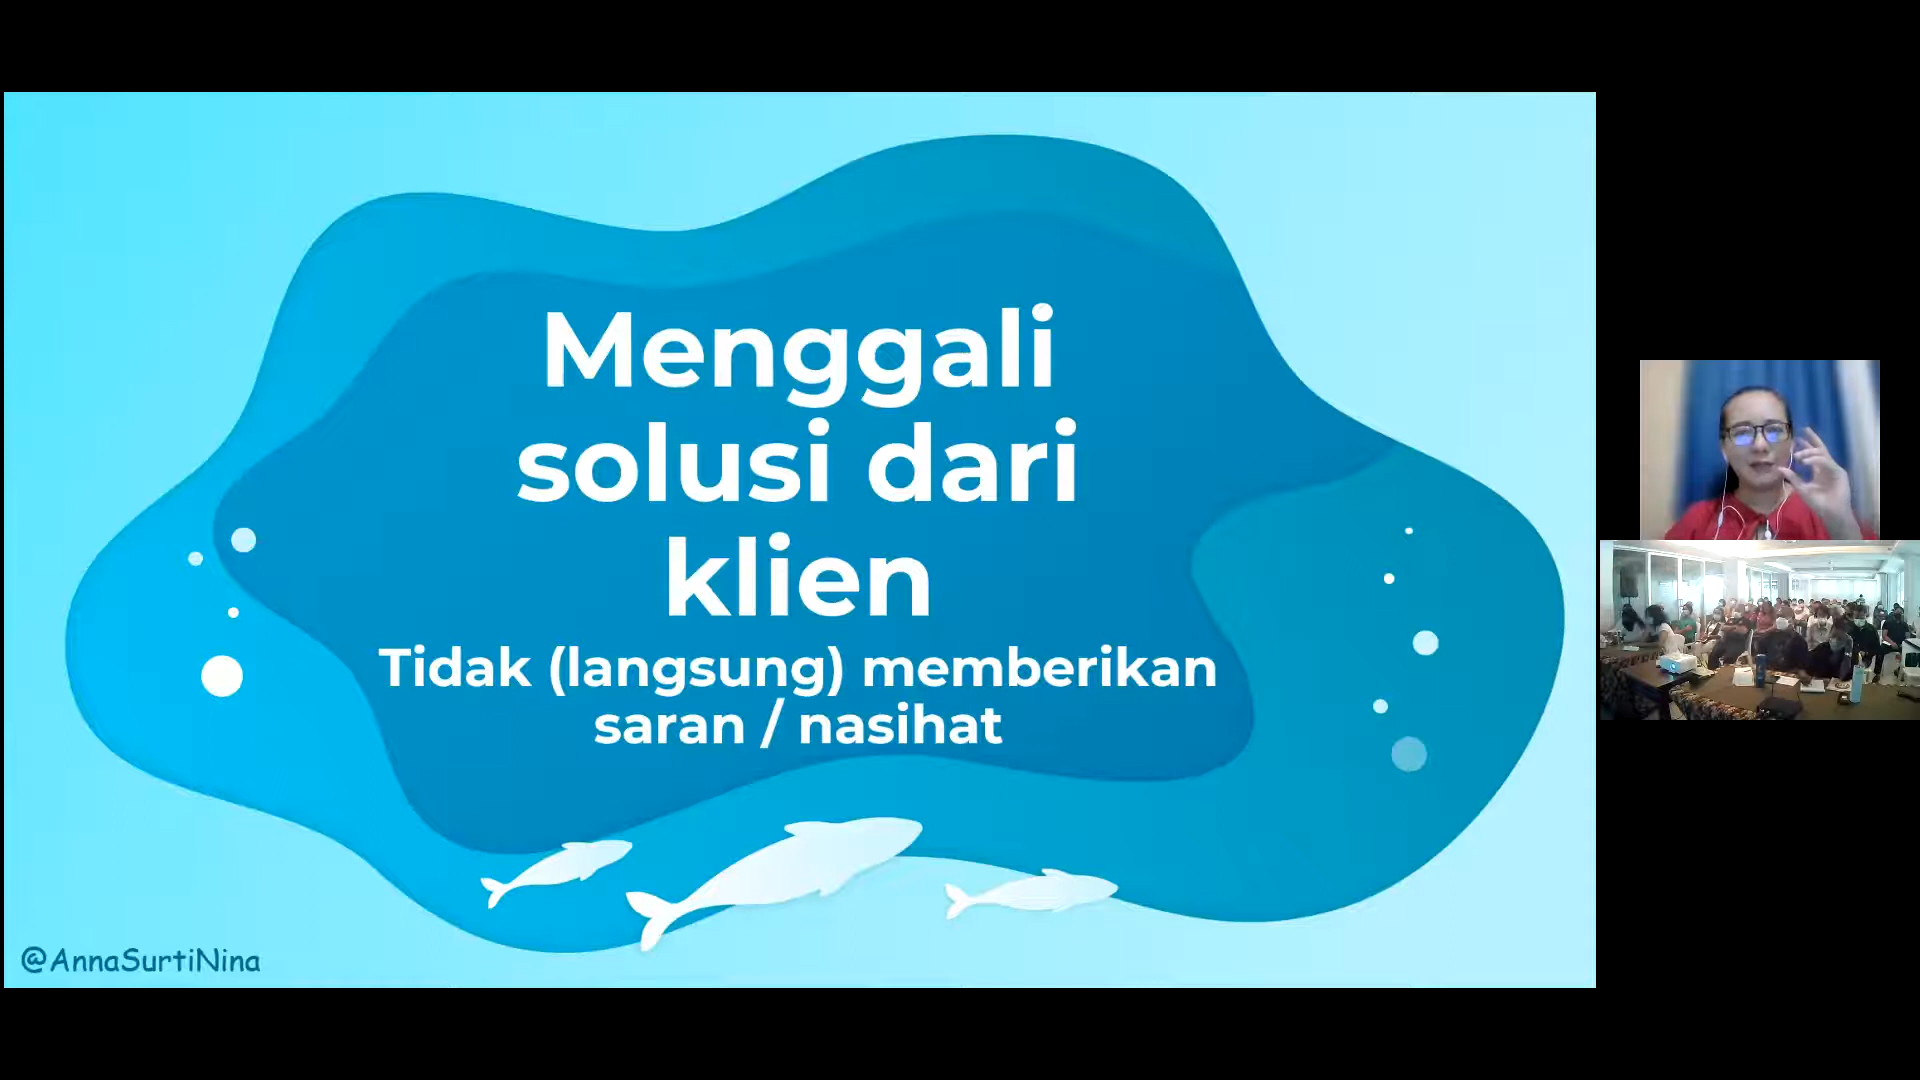 Menggali
solusi dari
klien
Tidak (langsung) memberikan
saran / nasihat
@AnnaSurtiNina